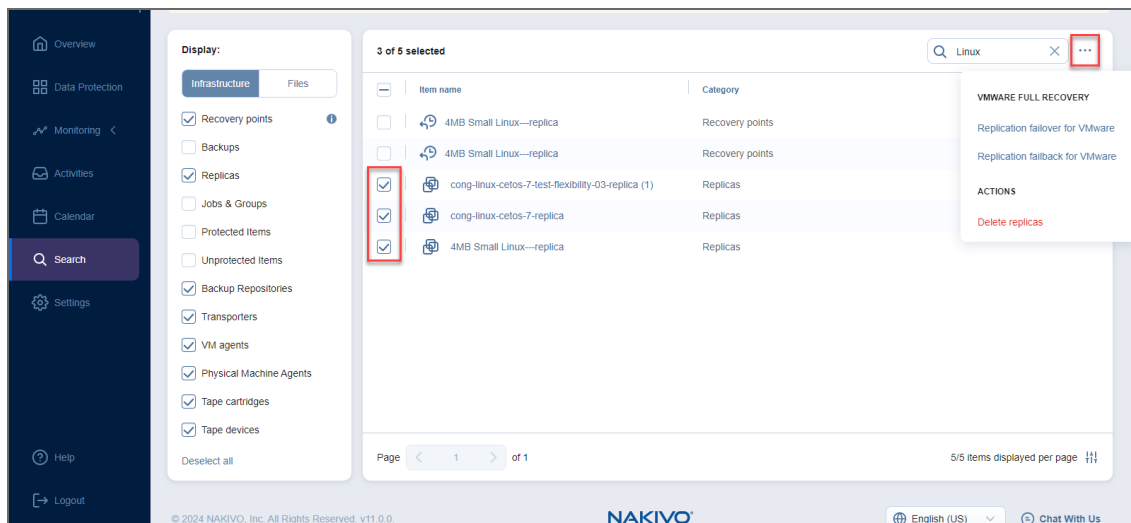 Overview
Data Protection
Monitoring
Activities
Calendar
Search
Settings
Help
Logout
Display:
Infrastructure Files
Recovery points
Backups
Replicas
Jobs & Groups
Protected Items
Unprotected Items
Backup Repositories
Transporters
VM agents
Physical Machine Agents
Tape cartridges
Tape devices
Deselect all
3 of 5 selected
Linux
Item name Category
4MB Small Linux---replica Recovery points
4MB Small Linux---replica Recovery points
cong-linux-cetos-7-test-flexibility-03-replica (1) Replicas
cong-linux-cetos-7-replica Replicas
4MB Small Linux---replica Replicas
VMWARE FULL RECOVERY
Replication failover for VMware
Replication failback for VMware
ACTIONS
Delete replicas
Page 1 of 1
5/5 items displayed per page
© 2024 NAKIVO, Inc. All Rights Reserved. v11.0.0.
NAKIVO®
English (US)
Chat With Us